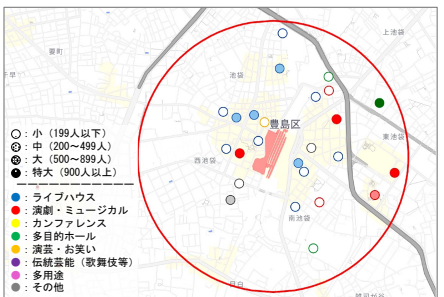 要町
上池袋
池袋
豊島区
東池袋
西池袋
南池袋
目白
雑司が谷
：小（199人以下）
：中（200～499人）
：大（500～899人）
：特大（900人以上）
：ライブハウス
：演劇・ミュージカル
：カンファレンス
：多目的ホール
：演芸・お笑い
：伝統芸能（歌舞伎等）
：多用途
：その他